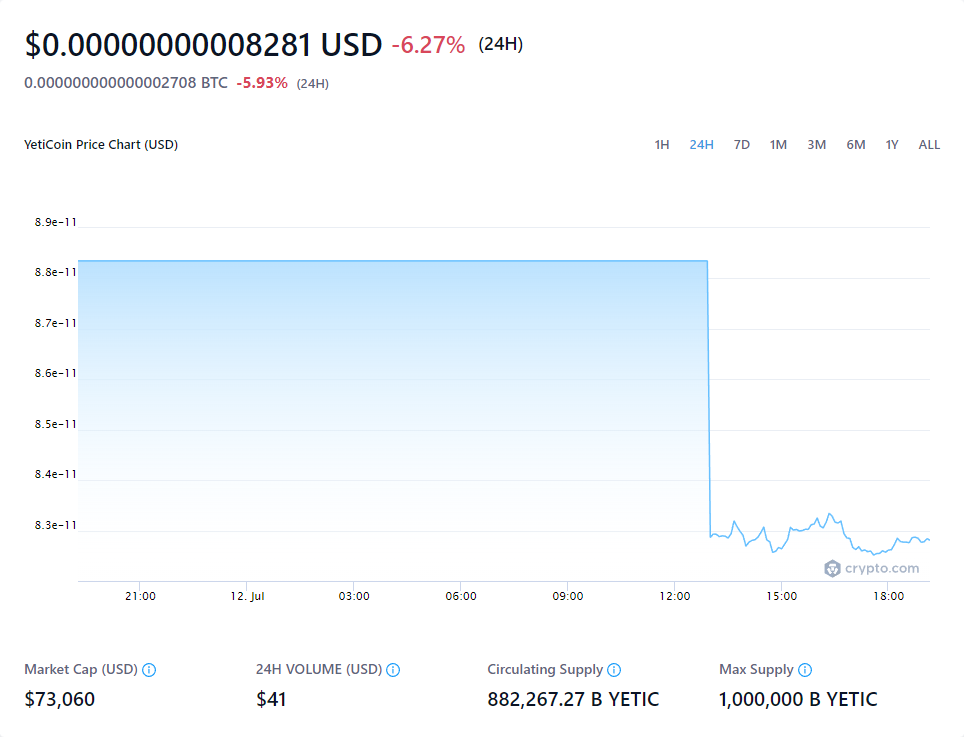 $0.00000000008281 USD -6.27% (24H)
0.000000000000002708 BTC -5.93% (24H)
YetiCoin Price Chart (USD) 1H 24H 7D 1M 3M 6M 1Y ALL
8.9e-11
8.8e-11
8.7e-11
8.6e-11
8.5e-11
8.4e-11
8.3e-11
crypto.com
21:00 12. Jul 03:00 06:00 09:00 12:00 15:00 18:00
Market Cap (USD) 24H VOLUME (USD) Circulating Supply Max Supply
$73,060 $41 882,267.27 B YETIC 1,000,000 B YETIC